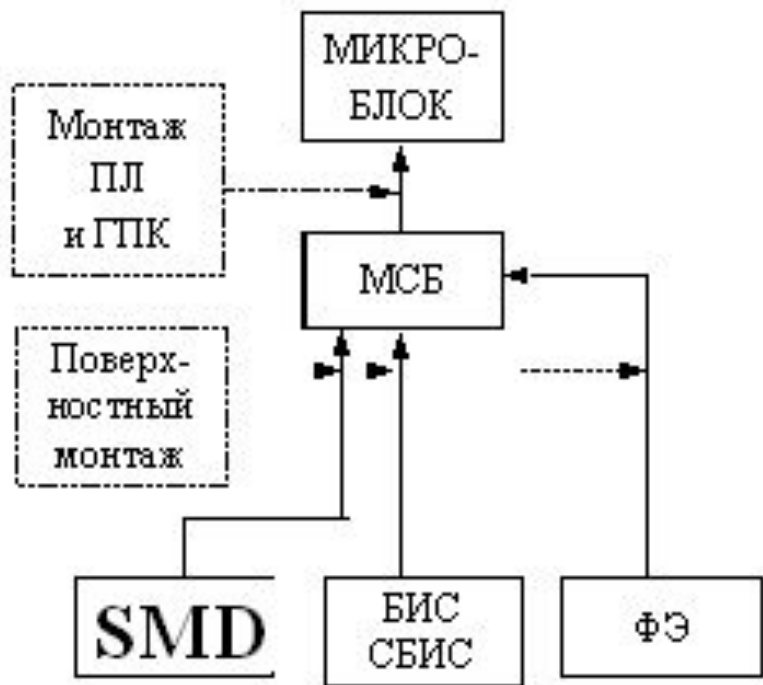 МИКРО-
БЛОК
Монтаж
ПЛ
и ГПК
МСБ
Поверх-
ностный
монтаж
SMD
БИС
СБИС
ФЭ